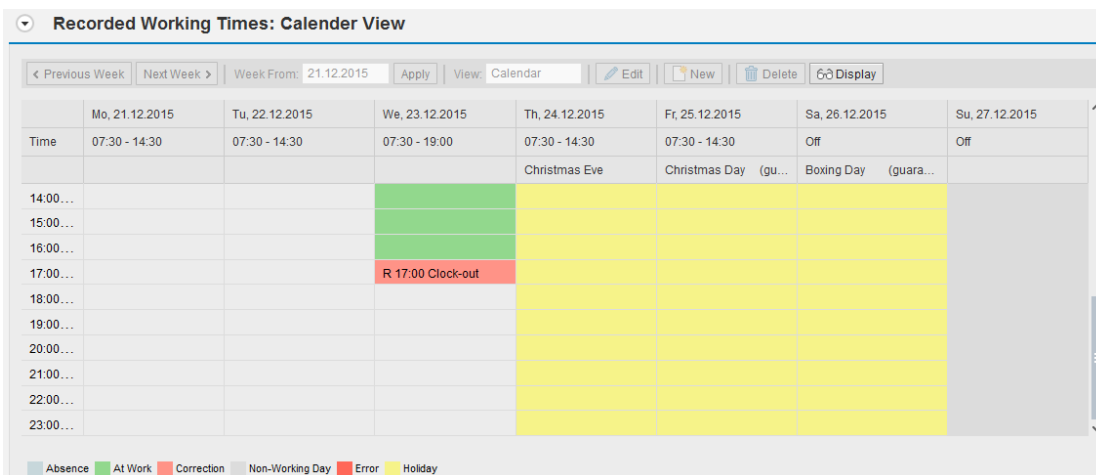 Recorded Working Times: Calender View
Previous Week Next Week Week From: 21.12.2015 Apply View: Calendar Edit New Delete Display
Mo, 21.12.2015 Tu, 22.12.2015 We, 23.12.2015 Th, 24.12.2015 Fr, 25.12.2015 Sa, 26.12.2015 Su, 27.12.2015
Time 07:30 - 14:30 07:30 - 14:30 07:30 - 19:00 07:30 - 14:30 07:30 - 14:30 Off Off
Christmas Eve Christmas Day (gu... Boxing Day (guara...
14:00...
15:00...
16:00...
17:00... R 17:00 Clock-out
18:00...
19:00...
20:00...
21:00...
22:00...
23:00...
Absence At Work Correction Non-Working Day Error Holiday